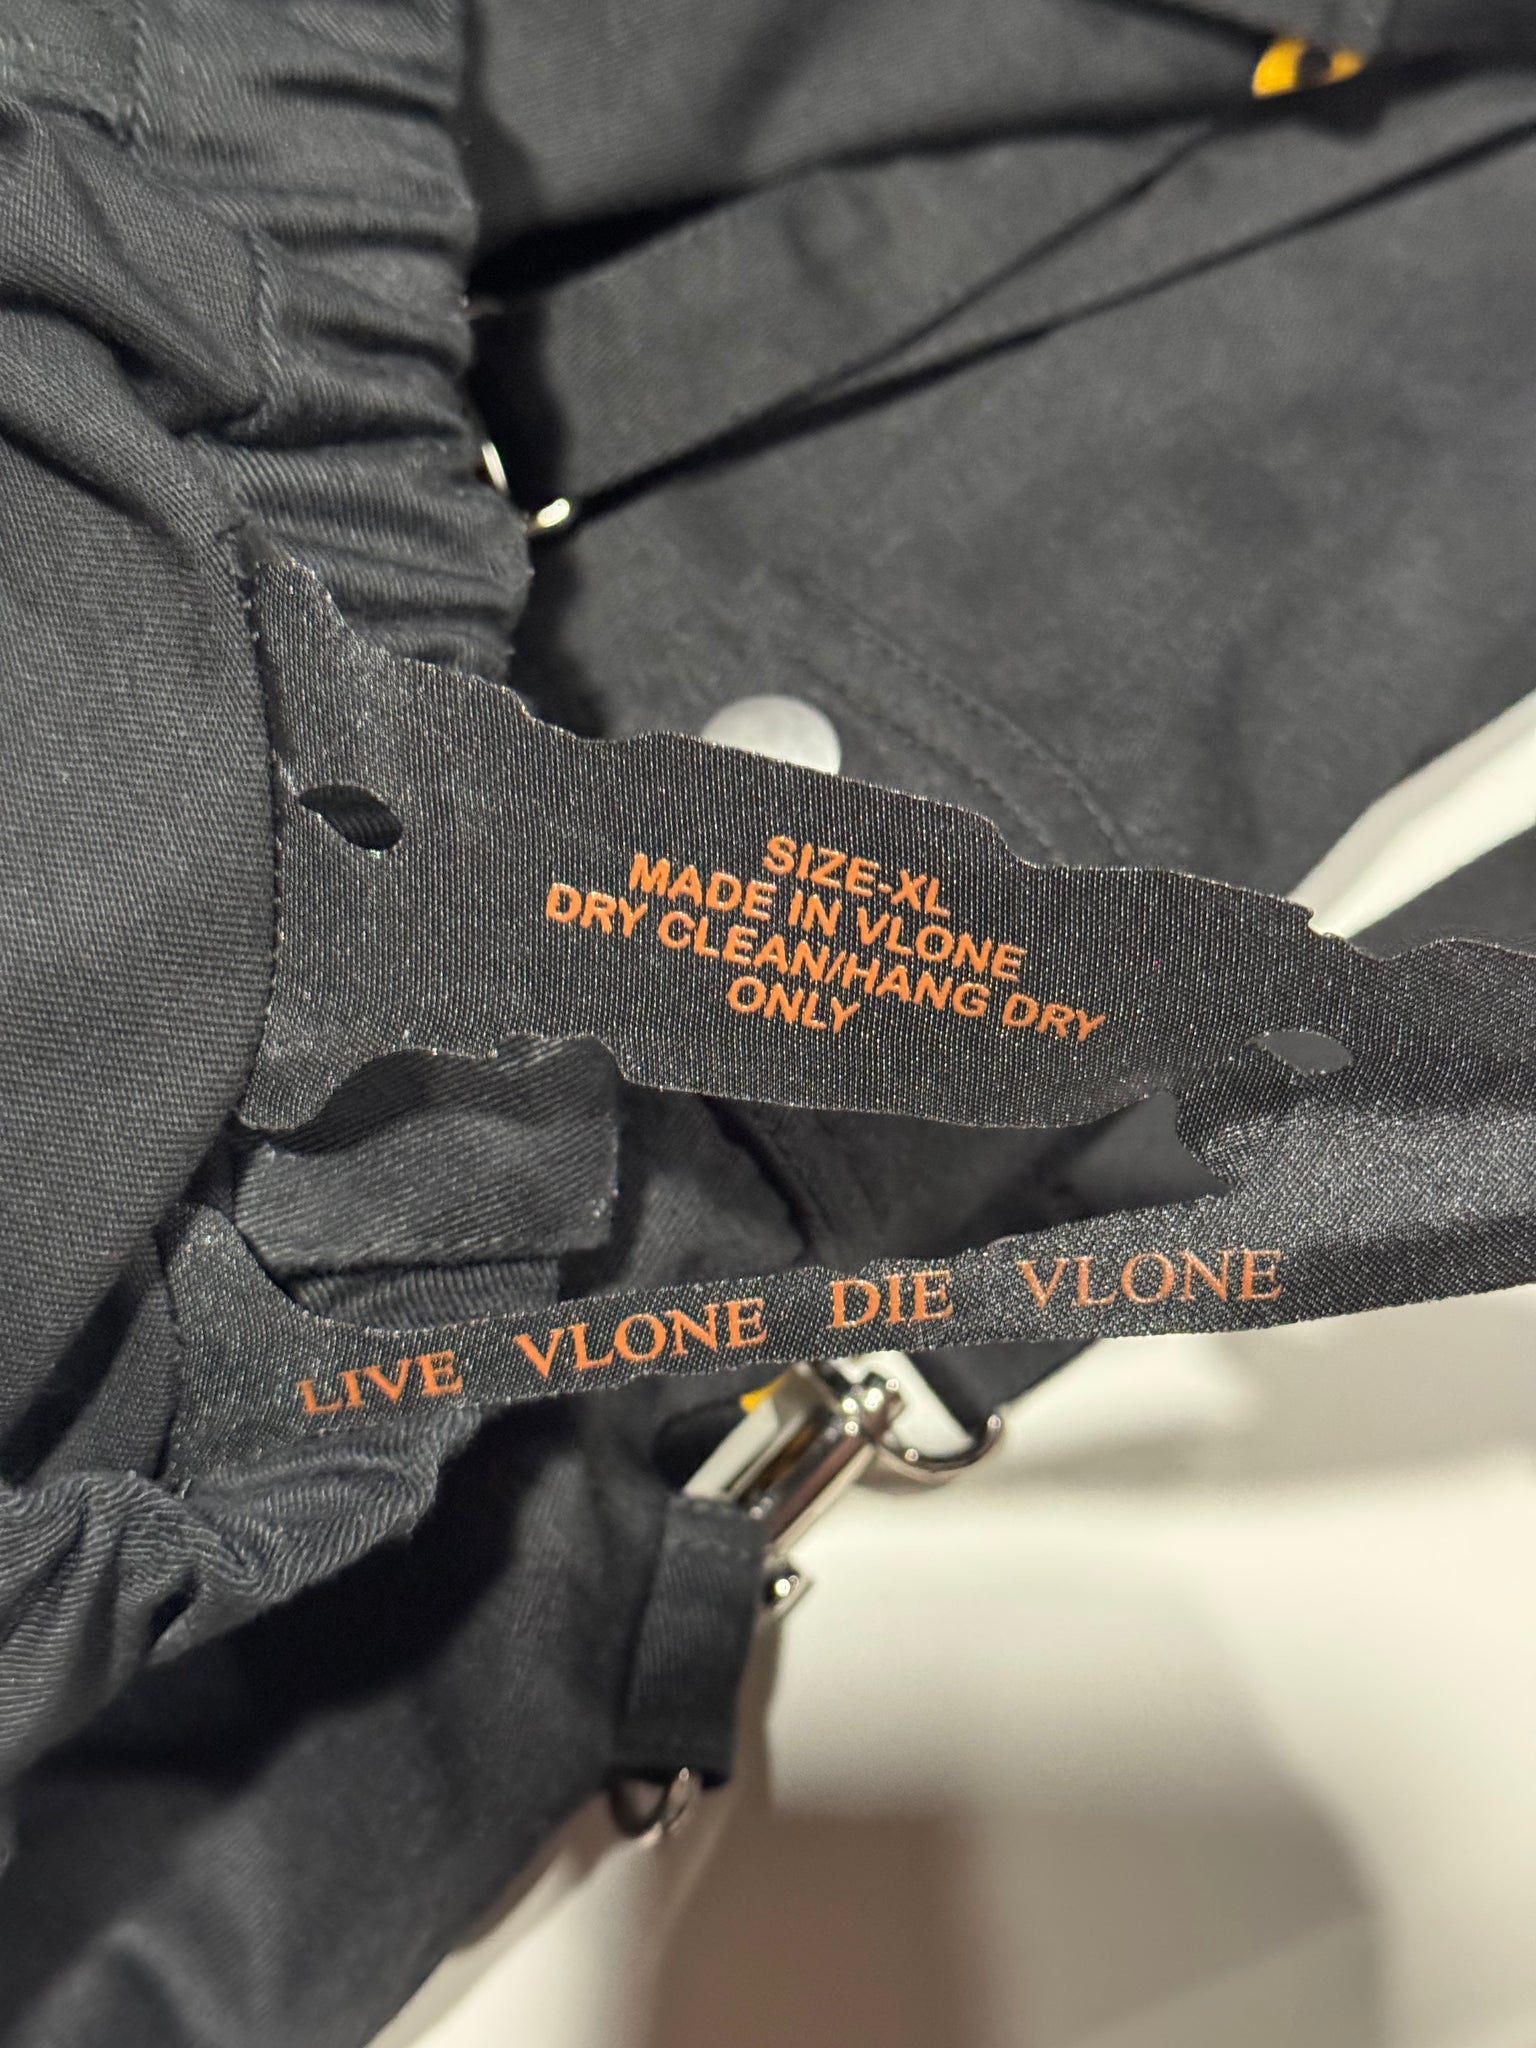 SIZE-XL
MADE IN VLONE
DRY CLEAN/HANG DRY
ONLY
LIVE VLONE DIE VLONE